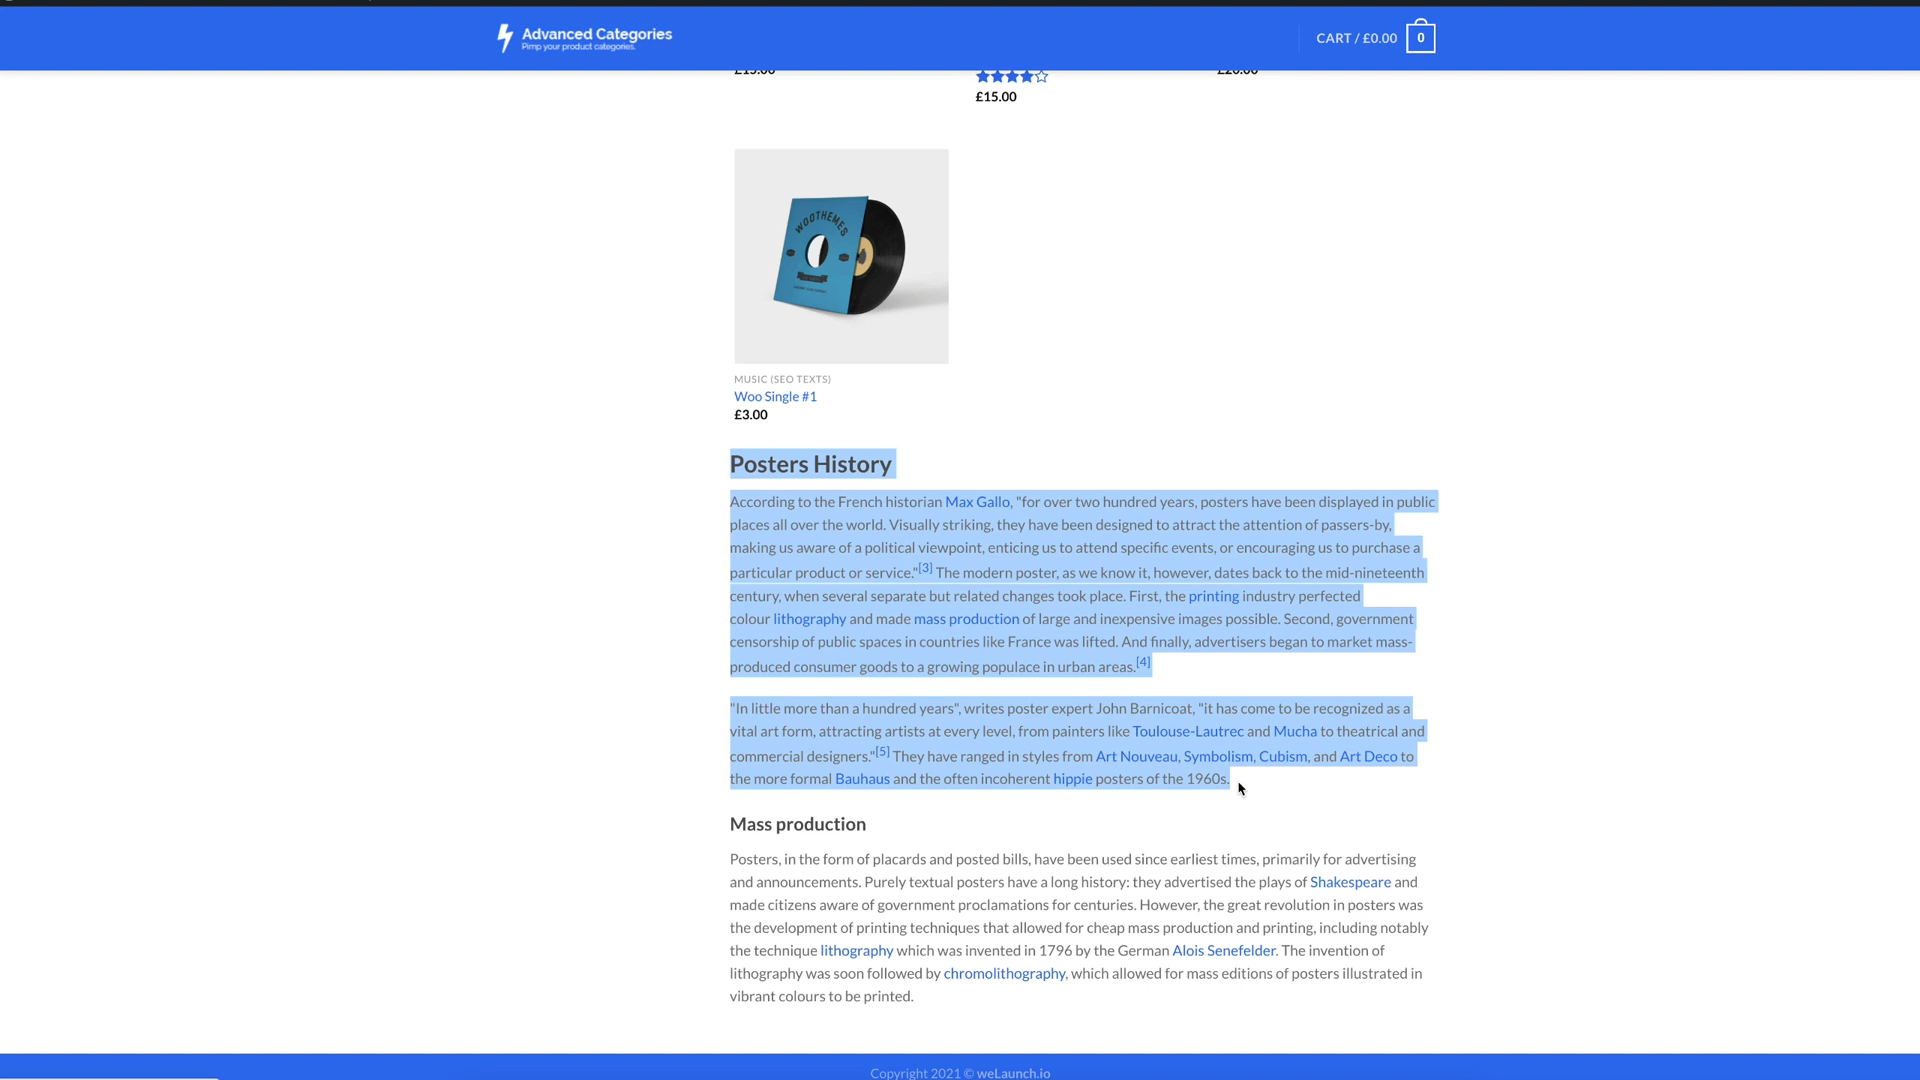 Advanced Categories
Pimp your product categories.
CART / £0.00
0
£15.00
£20.00
£15.00
WOOTHEMES
MUSIC (SEO TEXTS)
Woo Single #1
£3.00
Posters History
According to the French historian Max Gallo, "for over two hundred years, posters have been displayed in public
places all over the world. Visually striking, they have been designed to attract the attention of passers-by,
making us aware of a political viewpoint, enticing us to attend specific events, or encouraging us to purchase a
particular product or service."[3] The modern poster, as we know it, however, dates back to the mid-nineteenth
century, when several separate but related changes took place. First, the printing industry perfected
colour lithography and made mass production of large and inexpensive images possible. Second, government
censorship of public spaces in countries like France was lifted. And finally, advertisers began to market mass-
produced consumer goods to a growing populace in urban areas.[4]
"In little more than a hundred years", writes poster expert John Barnicoat, "it has come to be recognized as a
vital art form, attracting artists at every level, from painters like Toulouse-Lautrec and Mucha to theatrical and
commercial designers."[5] They have ranged in styles from Art Nouveau, Symbolism, Cubism, and Art Deco to
the more formal Bauhaus and the often incoherent hippie posters of the 1960s.
Mass production
Posters, in the form of placards and posted bills, have been used since earliest times, primarily for advertising
and announcements. Purely textual posters have a long history: they advertised the plays of Shakespeare and
made citizens aware of government proclamations for centuries. However, the great revolution in posters was
the development of printing techniques that allowed for cheap mass production and printing, including notably
the technique lithography which was invented in 1796 by the German Alois Senefelder. The invention of
lithography was soon followed by chromolithography, which allowed for mass editions of posters illustrated in
vibrant colours to be printed.
Copyright 2021 © weLaunch.io